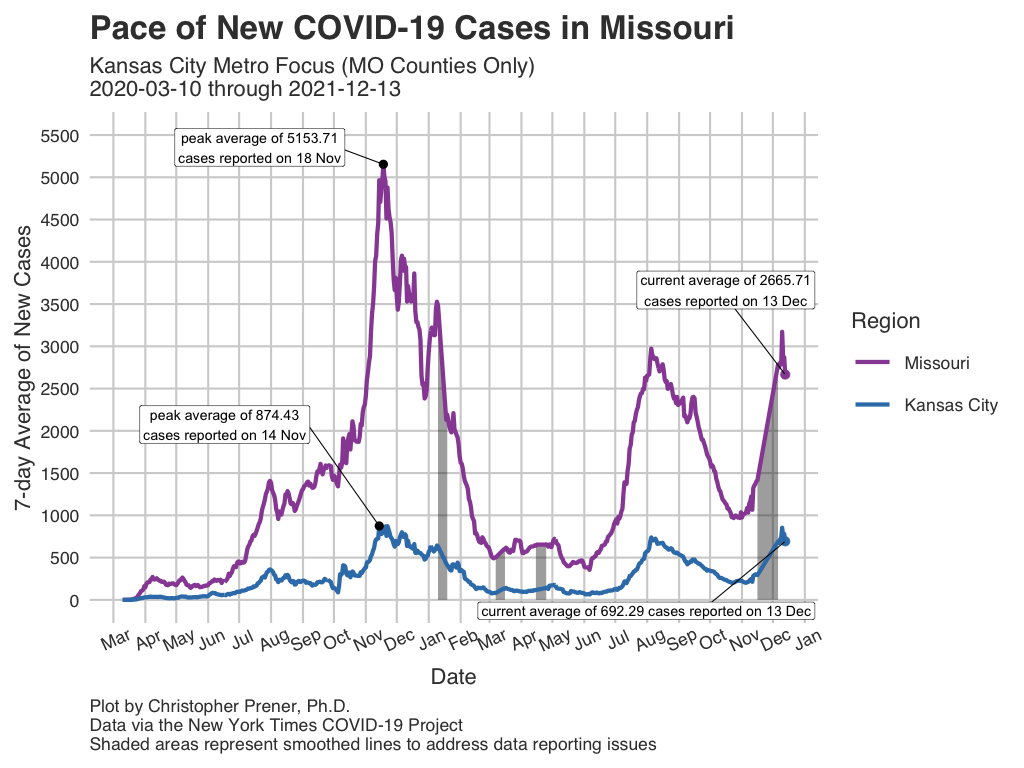 Pace of New COVID-19 Cases in Missouri
Kansas City Metro Focus (MO Counties Only)
2020-03-10 through 2021-12-13
7-day Average of New Cases
5500
5000
4500
4000
3500
3000
2500
2000
1500
1000
500
0
peak average of 5153.71
cases reported on 18 Nov
peak average of 874.43
cases reported on 14 Nov
current average of 2665.71
cases reported on 13 Dec
current average of 692.29 cases reported on 13 Dec
Mar Apr May Jun Jul Aug Sep Oct Nov Dec Jan Feb Mar Apr May Jun Jul Aug Sep Oct Nov Dec Jan
Date
Region
Missouri
Kansas City
Plot by Christopher Prener, Ph.D.
Data via the New York Times COVID-19 Project
Shaded areas represent smoothed lines to address data reporting issues